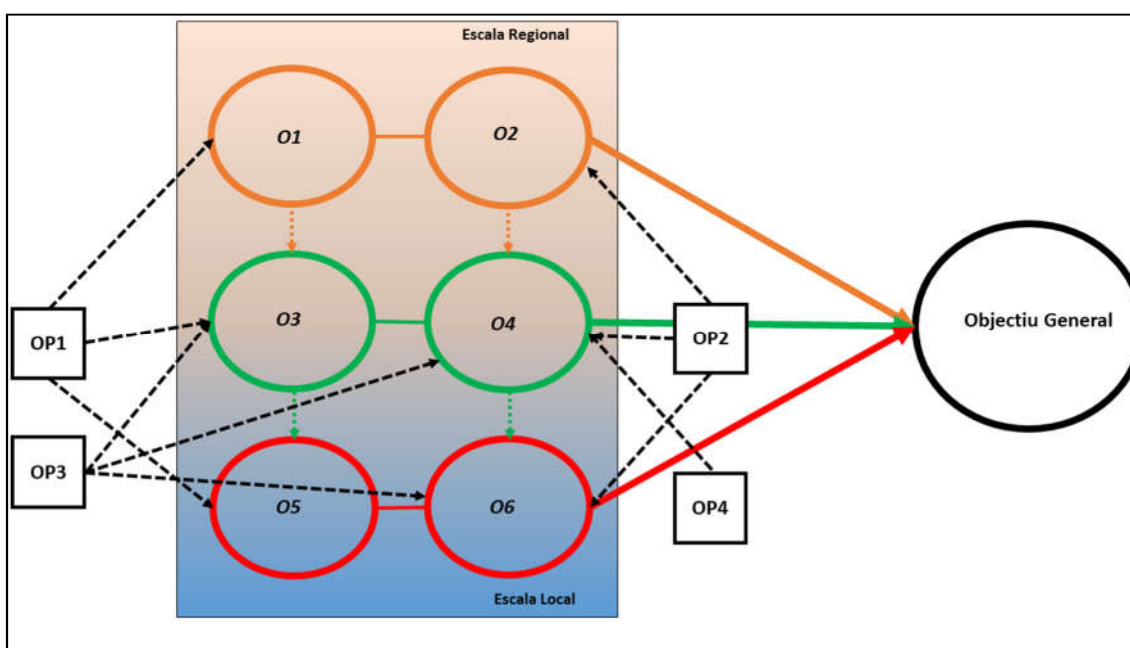 Escala Regional
O1
O2
O3
O4
OP1
OP2
Objectiu General
OP3
O5
O6
OP4
Escala Local